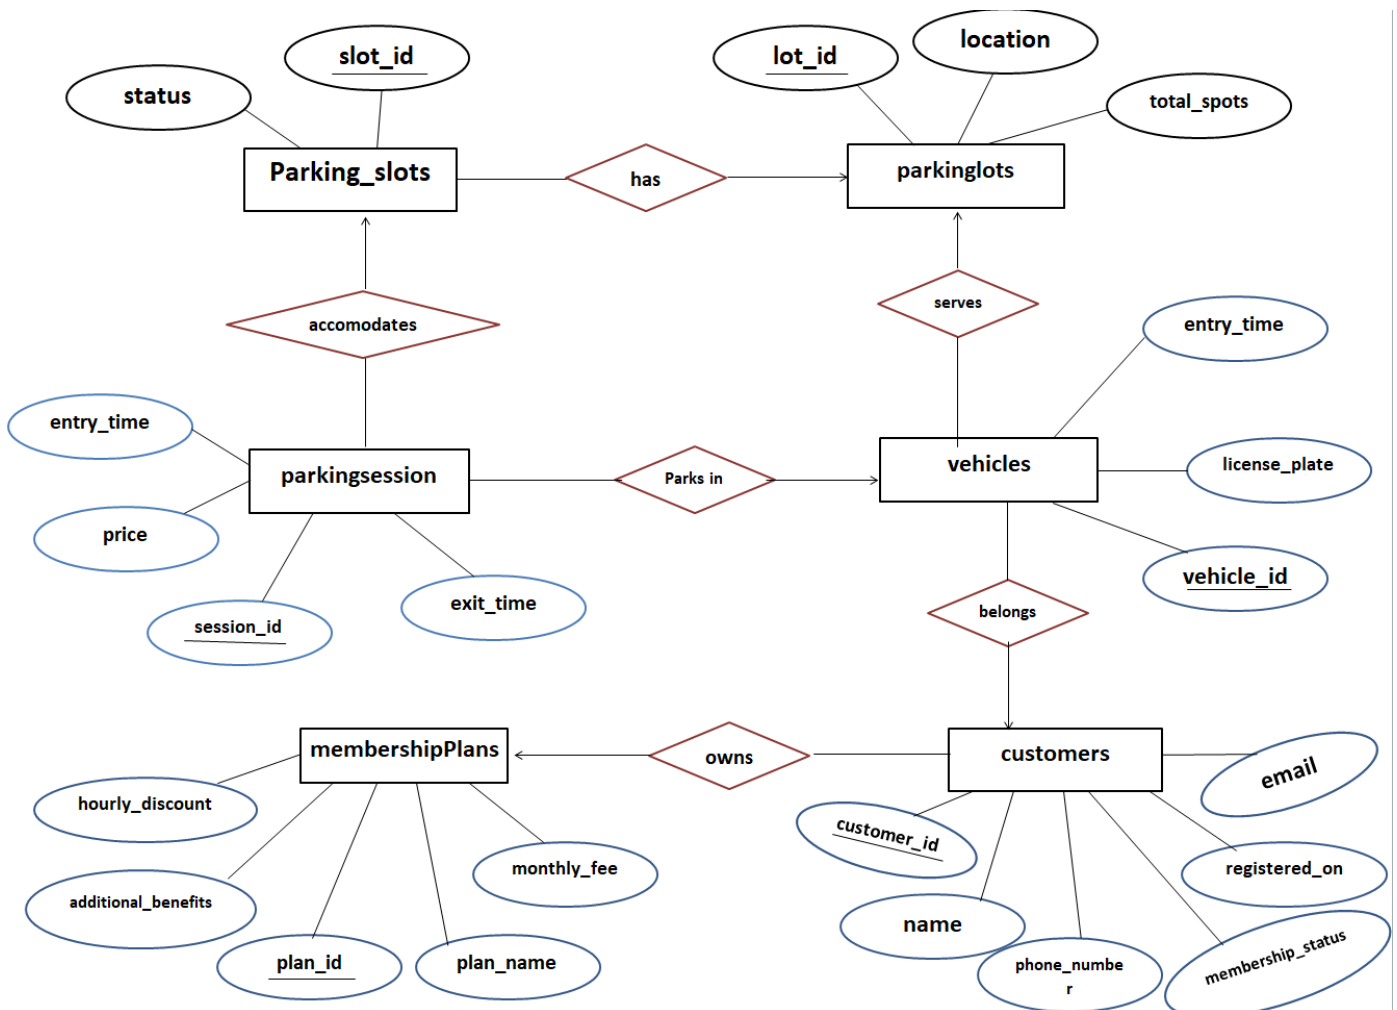 location
slot_id
lot_id
status
total_spots
Parking_slots
has
parkinglots
accomodates
serves
entry_time
entry_time
parkingsession
Parks in
vehicles
license_plate
price
vehicle_id
session_id
exit_time
belongs
membershipPlans
owns
customers
email
hourly_discount
customer_id
monthly_fee
registered_on
additional_benefits
name
plan_id
plan_name
phone_numbe
r
membership_status